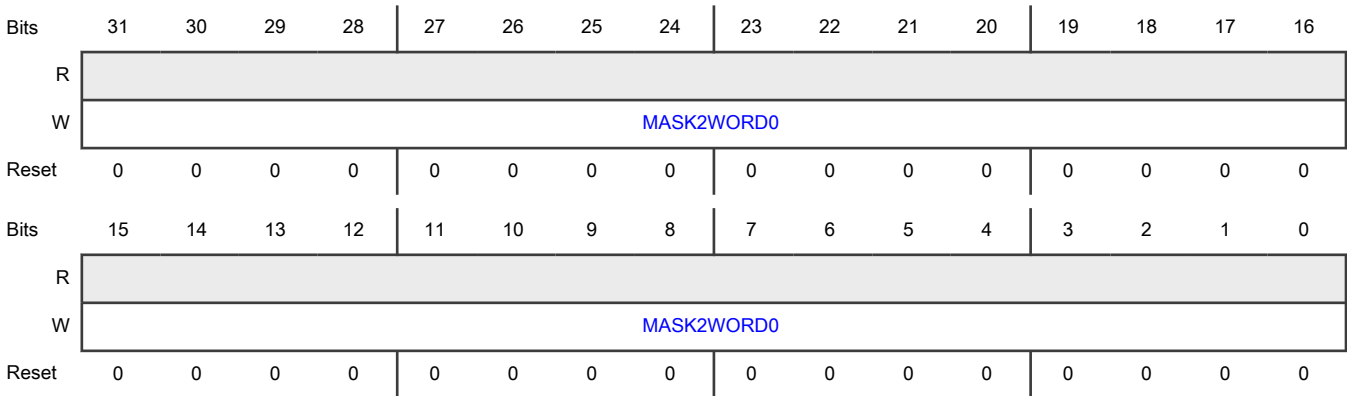 Bits 31 30 29 28 27 26 25 24 23 22 21 20 19 18 17 16
R
W MASK2WORD0
Reset 0 0 0 0 0 0 0 0 0 0 0 0 0 0 0 0
Bits 15 14 13 12 11 10 9 8 7 6 5 4 3 2 1 0
R
W MASK2WORD0
Reset 0 0 0 0 0 0 0 0 0 0 0 0 0 0 0 0